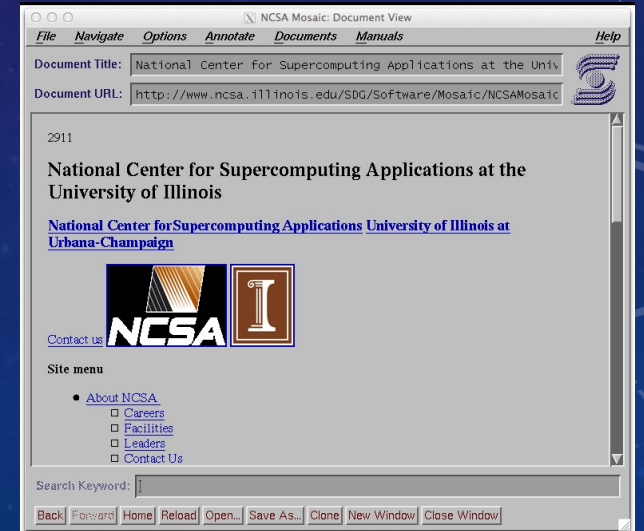 NCSA Mosaic: Document View
File Navigate Options Annotate Documents Manuals Help
Document Title: National Center for Supercomputing Applications at the Univ
Document URL: http://www.ncsa.illinois.edu/SDG/Software/Mosaic/NCSAMosaic
2911
National Center for Supercomputing Applications at the
University of Illinois
National Center for Supercomputing Applications University of Illinois at
Urbana-Champaign
Contact us NCSA I
Site menu
About NCSA
Careers
Facilities
Leaders
Contact Us
Search Keyword:
Back Forward Home Reload Open... Save As... Clone New Window Close Window